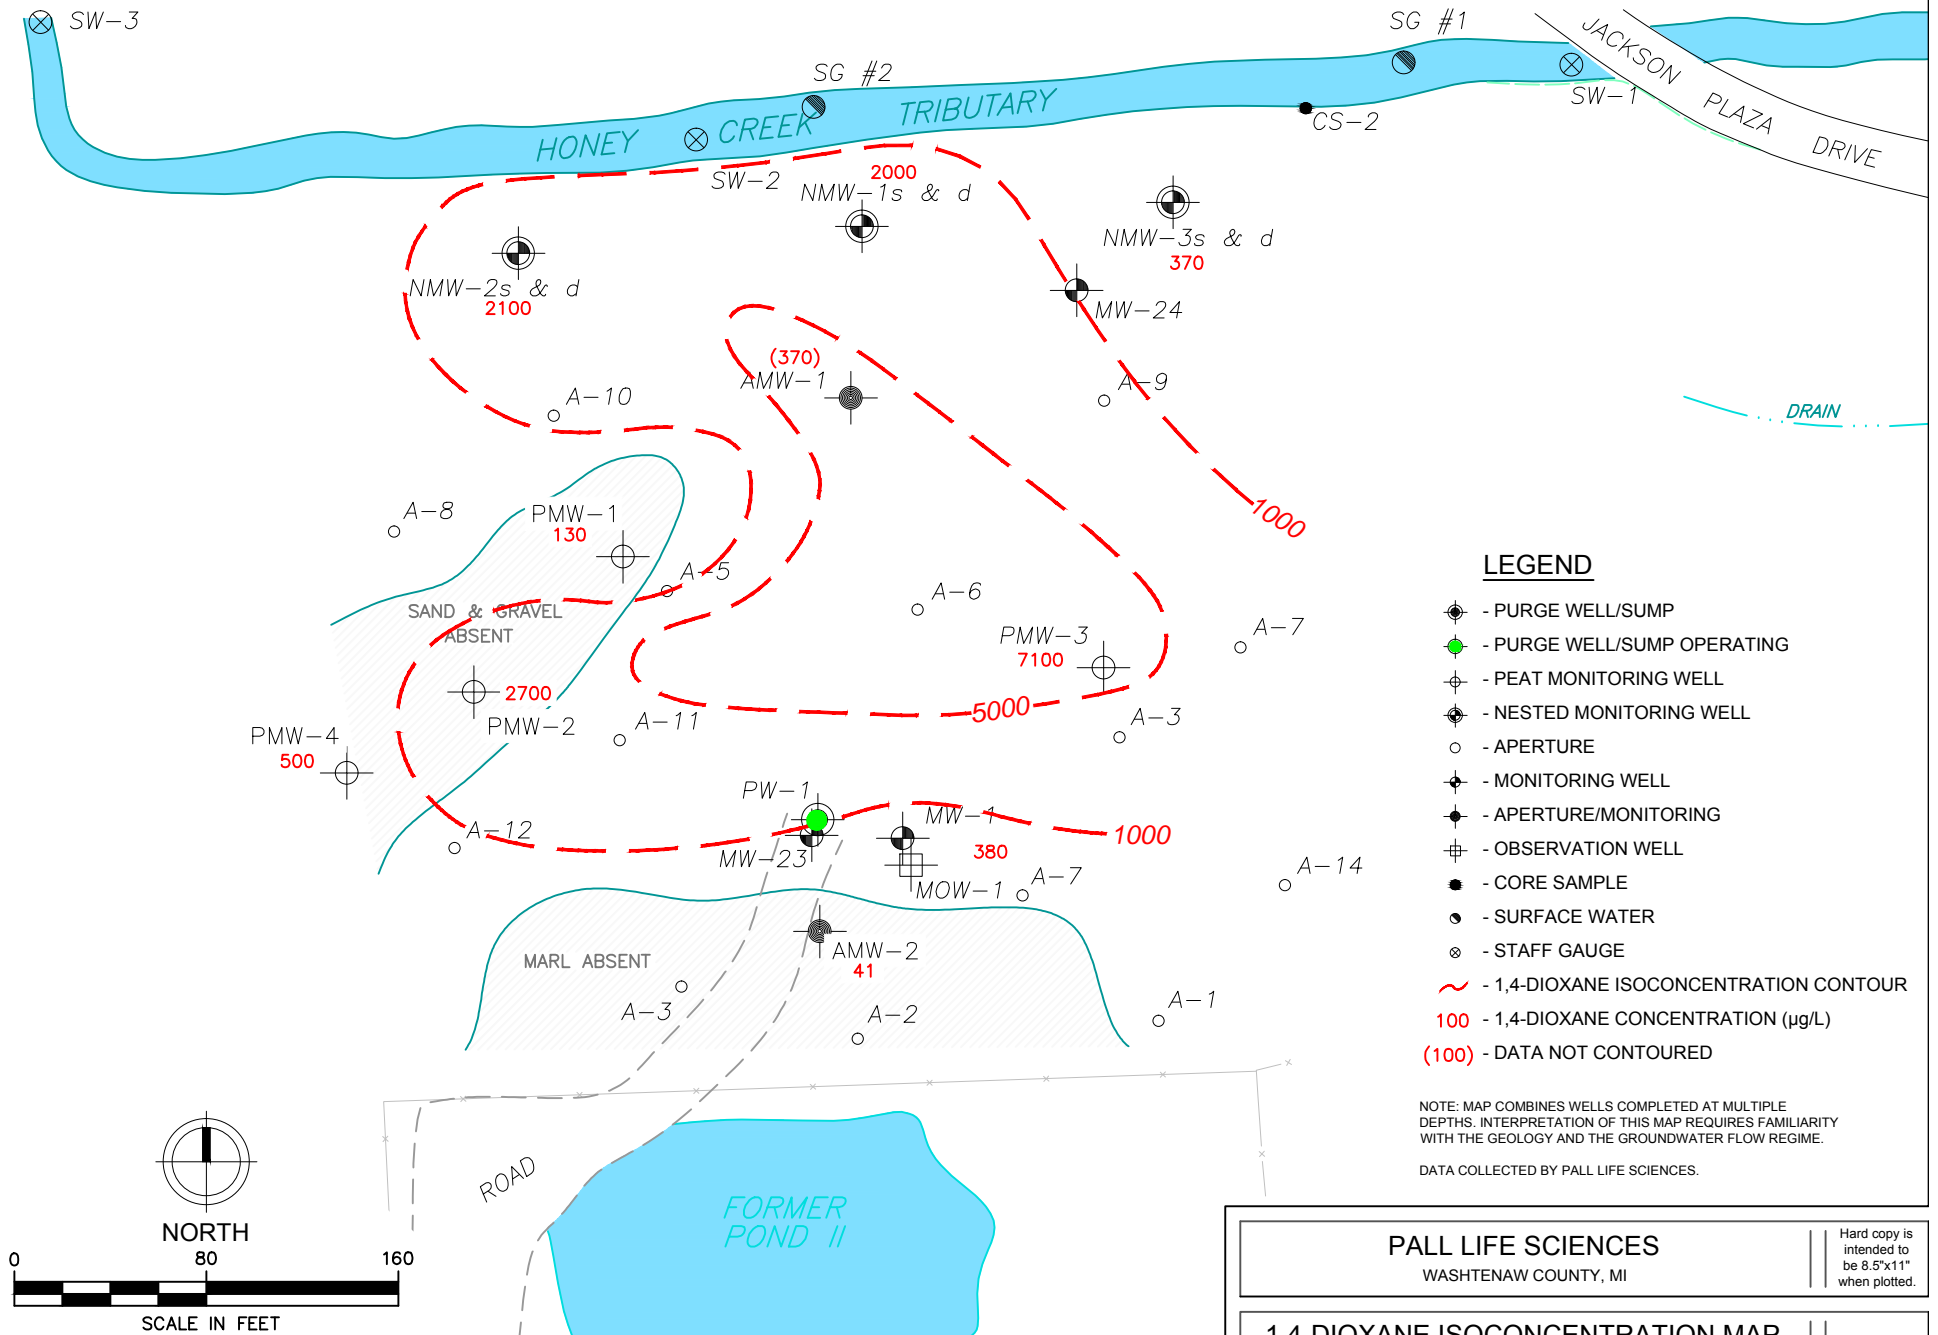 SW-3
SG #1
JACKSON PLAZA DRIVE
SG #2
SW-1
HONEY CREEK TRIBUTARY
CS-2
SW-2
2000
NMW-1s & d
NMW-3s & d
370
NMW-2s & d
2100
MW-24
(370)
AMW-1
A-9
A-10
DRAIN
A-8
PMW-1
130
1000
A-5
SAND & GRAVEL
ABSENT
A-6
A-7
PMW-3
7100
2700
PMW-2
5000
A-11
A-3
PMW-4
500
PW-1
A-12
MW-1
1000
MW-23
380
MOW-1
A-7
A-14
MARL ABSENT
AMW-2
41
A-3
A-2
A-1
ROAD
FORMER
POND II
NORTH
0 80 160
SCALE IN FEET
LEGEND
- PURGE WELL/SUMP
- PURGE WELL/SUMP OPERATING
- PEAT MONITORING WELL
- NESTED MONITORING WELL
- APERTURE
- MONITORING WELL
- APERTURE/MONITORING
- OBSERVATION WELL
- CORE SAMPLE
- SURFACE WATER
- STAFF GAUGE
- 1,4-DIOXANE ISOCONCENTRATION CONTOUR
100 - 1,4-DIOXANE CONCENTRATION (µg/L)
(100) - DATA NOT CONTOURED
NOTE: MAP COMBINES WELLS COMPLETED AT MULTIPLE
DEPTHS. INTERPRETATION OF THIS MAP REQUIRES FAMILIARITY
WITH THE GEOLOGY AND THE GROUNDWATER FLOW REGIME.
DATA COLLECTED BY PALL LIFE SCIENCES.
PALL LIFE SCIENCES
WASHTENAW COUNTY, MI
Hard copy is
intended to
be 8.5"x11"
when plotted.
1,4-DIOXANE ISOCONCENTRATION MAP